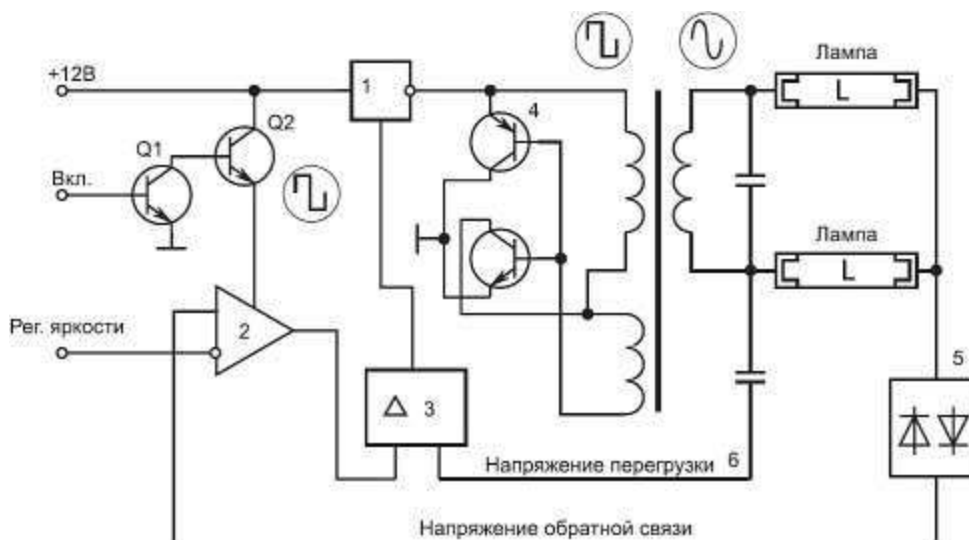 Лампа
+12В
1
L
4
Q2
Q1
Вкл.
Лампа
L
Рег. яркости
2
5
3
Напряжение перегрузки 6
Напряжение обратной связи